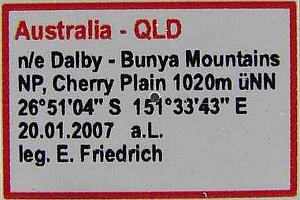 Australia - QLD
n/e Dalby - Bunya Mountains
NP, Cherry Plain 1020m üNN
26°51'04" S  151°33'43" E
20.01.2007   a.L.
leg. E. Friedrich